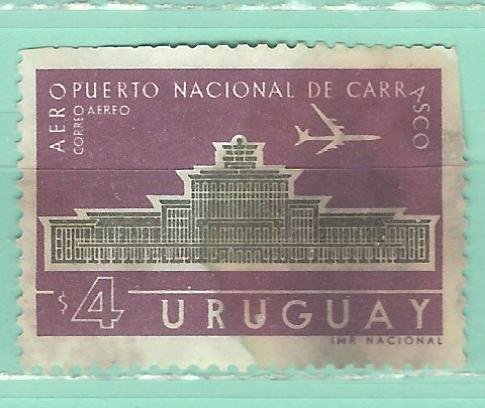 AEROPUERTO NACIONAL DE CARRASCO
CORREO AEREO
$4
URUGUAY
IMP. NACIONAL